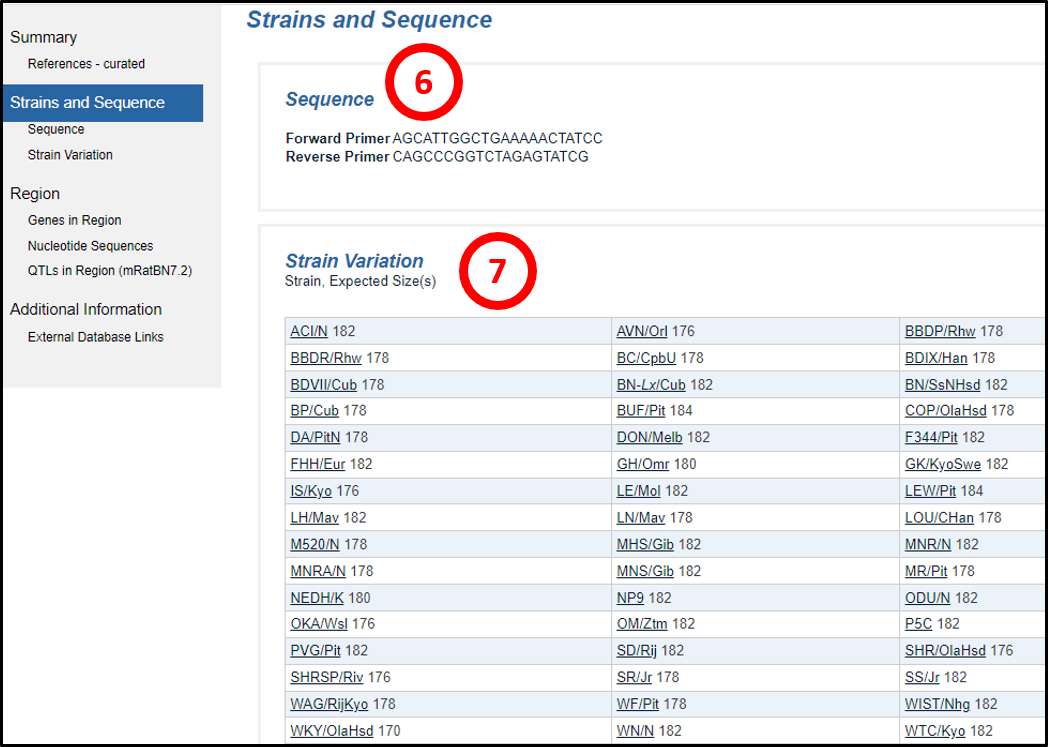 Summary
References - curated
Strains and Sequence
Sequence
Strain Variation
Region
Genes in Region
Nucleotide Sequences
QTLs in Region (mRatBN7.2)
Additional Information
External Database Links
Strains and Sequence
Sequence
6
Forward Primer AGCATTGGCTGAAAAACTATCC
Reverse Primer CAGCCCGGTCTAGAGTATCG
Strain Variation
7
Strain, Expected Size(s)
ACI/N 182 AVN/Orl 176 BBDP/Rhw 178
BBDR/Rhw 178 BC/CpbU 178 BDIX/Han 178
BDVII/Cub 178 BN-Lx/Cub 182 BN/SsNHsd 182
BP/Cub 178 BUF/Pit 184 COP/OlaHsd 178
DA/PitN 178 DON/Melb 182 F344/Pit 182
FHH/Eur 182 GH/Omr 180 GK/KyoSwe 182
IS/Kyo 176 LE/Mol 182 LEW/Pit 184
LH/Mav 182 LN/Mav 178 LOU/CHan 178
M520/N 178 MHS/Gib 182 MNR/N 182
MNRA/N 178 MNS/Gib 182 MR/Pit 178
NEDH/K 180 NP9 182 ODU/N 182
OKA/Wsl 176 OM/Ztm 182 P5C 182
PVG/Pit 182 SD/Rij 182 SHR/OlaHsd 176
SHRSP/Riv 176 SR/Jr 178 SS/Jr 182
WAG/RijKyo 178 WF/Pit 178 WIST/Nhg 182
WKY/OlaHsd 170 WN/N 182 WTC/Kyo 182